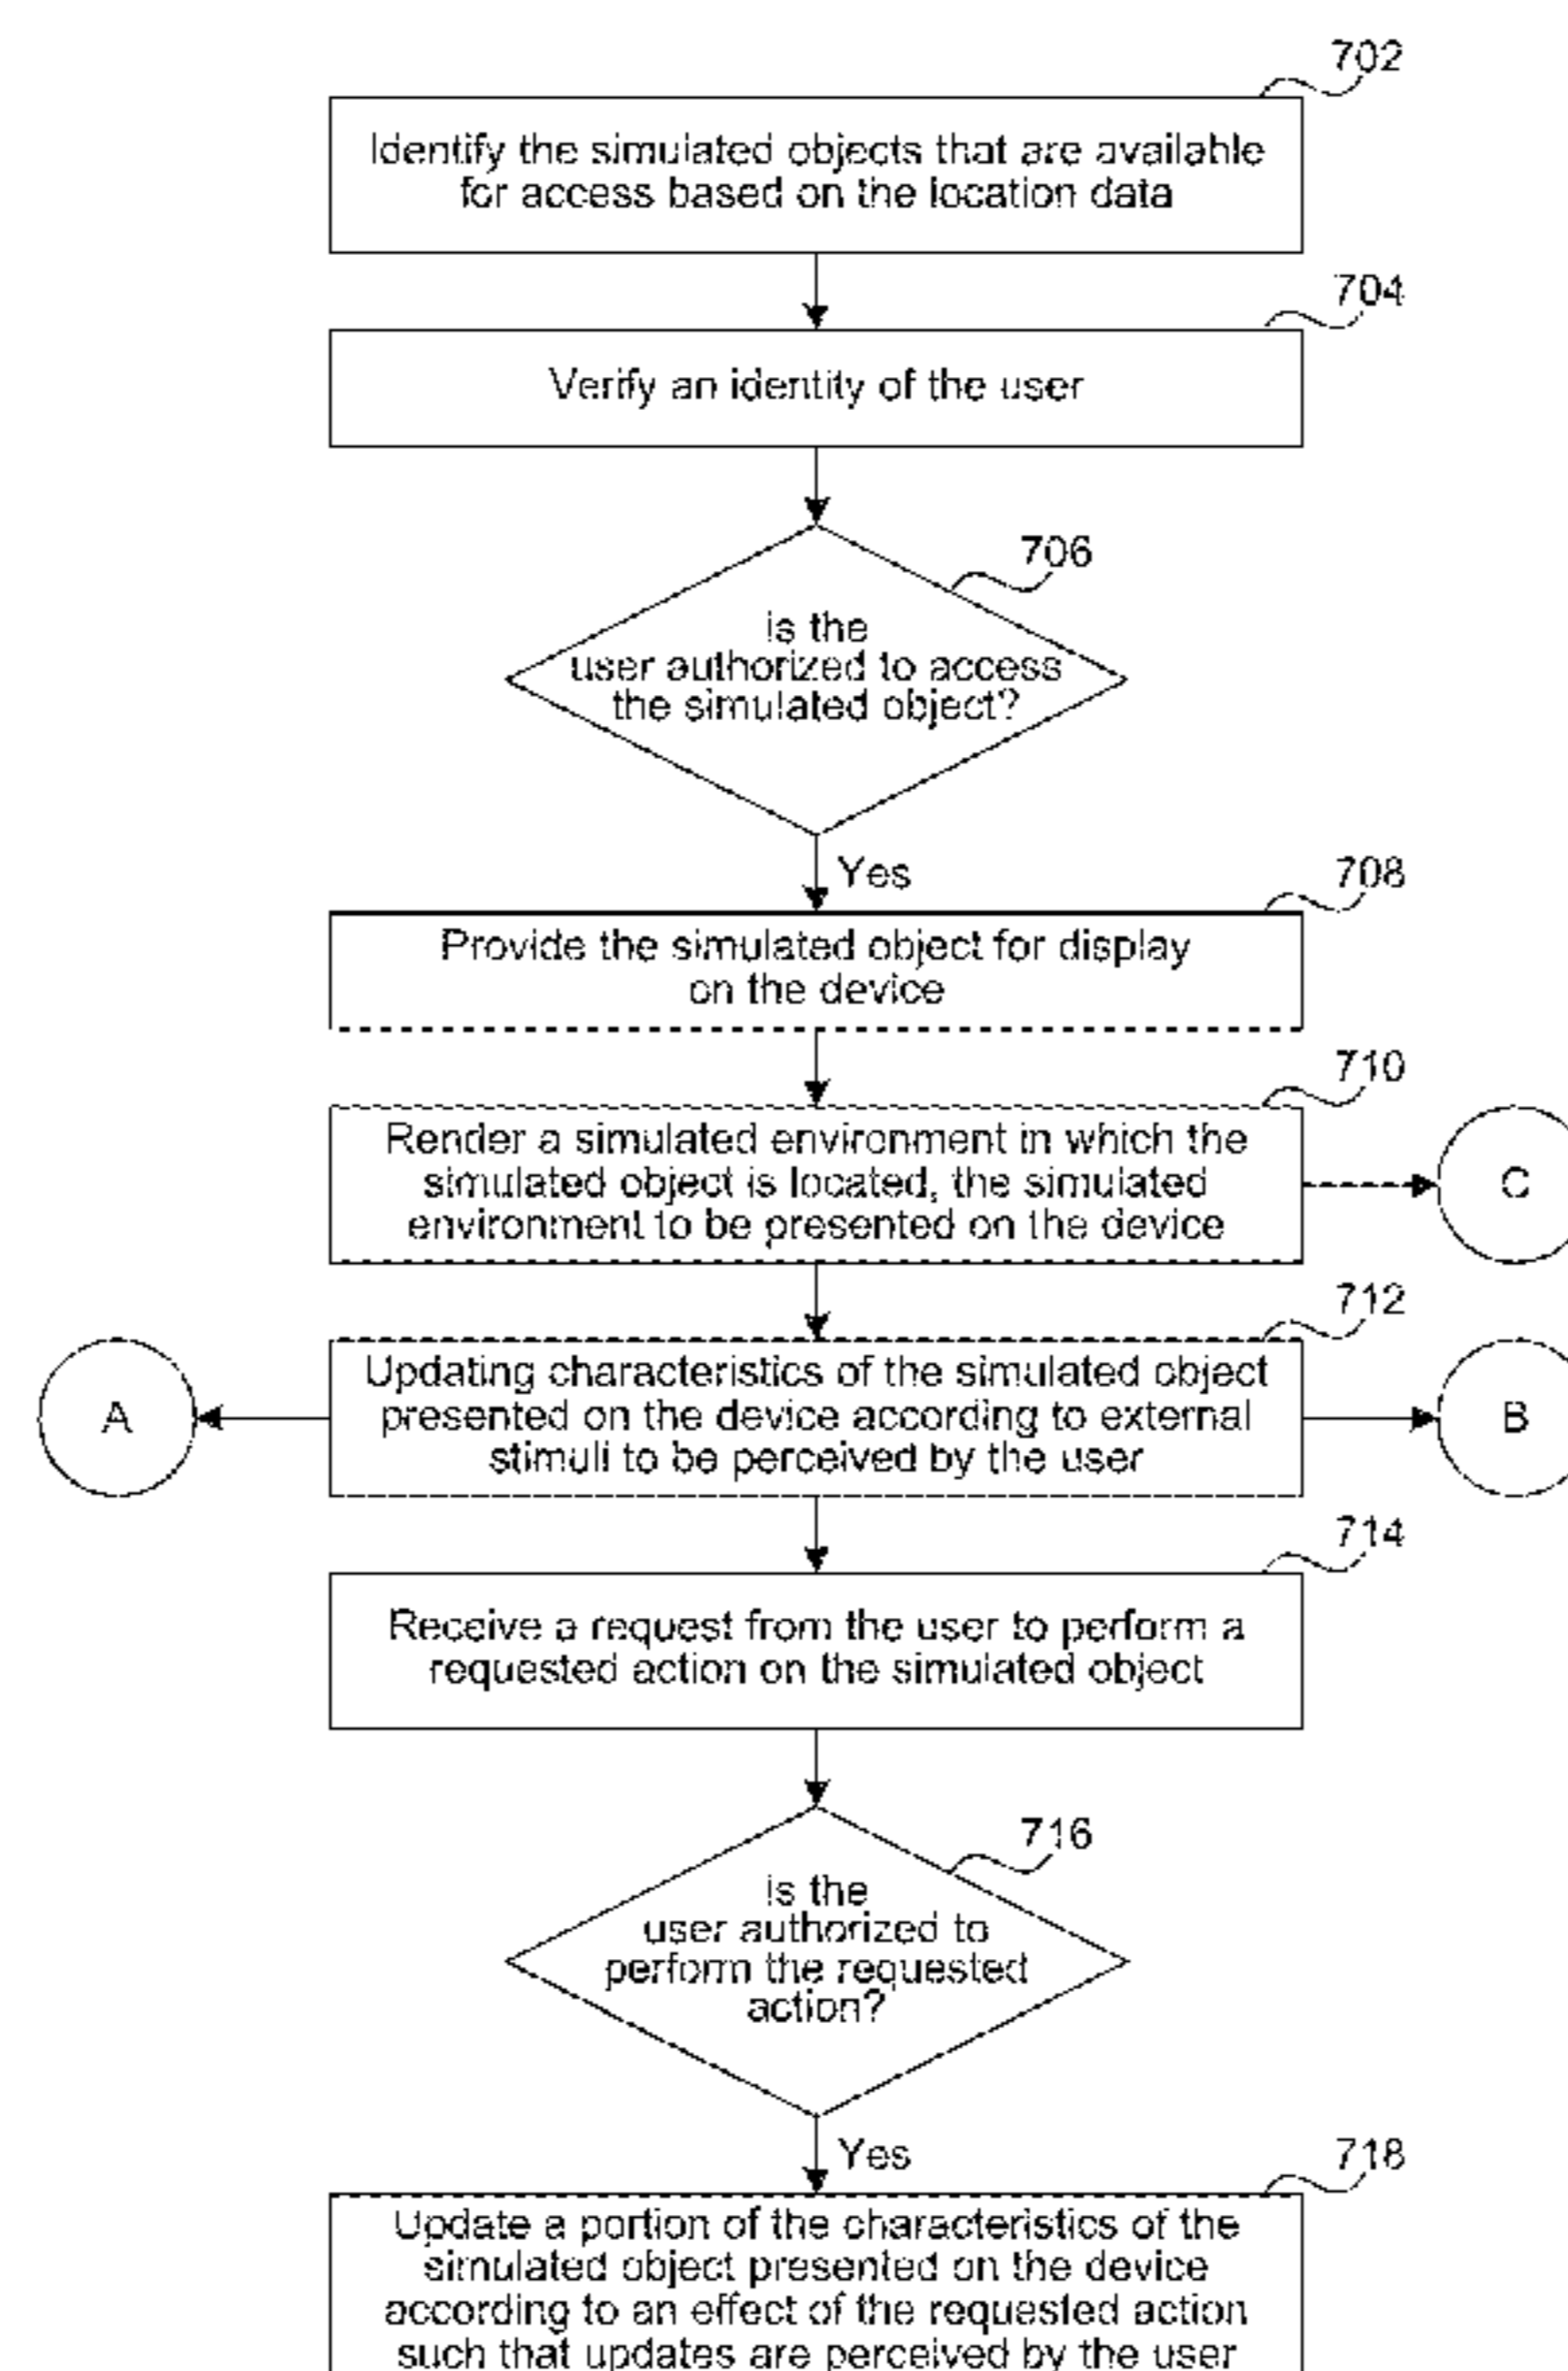 702
Identify the simulated objects that are available
for access based on the location data
704
Verify an identity of the user
706
is the
user authorized to access
the simulated object?
Yes
708
Provide the simulated object for display
on the device
710
Render a simulated environment in which the
simulated object is located, the simulated
environment to be presented on the device
C
712
A
Updating characteristics of the simulated object
presented on the device according to external
stimuli to be perceived by the user
B
714
Receive a request from the user to perform a
requested action on the simulated object
716
is the
user authorized to
perform the requested
action?
Yes
718
Update a portion of the characteristics of the
simulated object presented on the device
according to an effect of the requested action
such that updates are perceived by the user